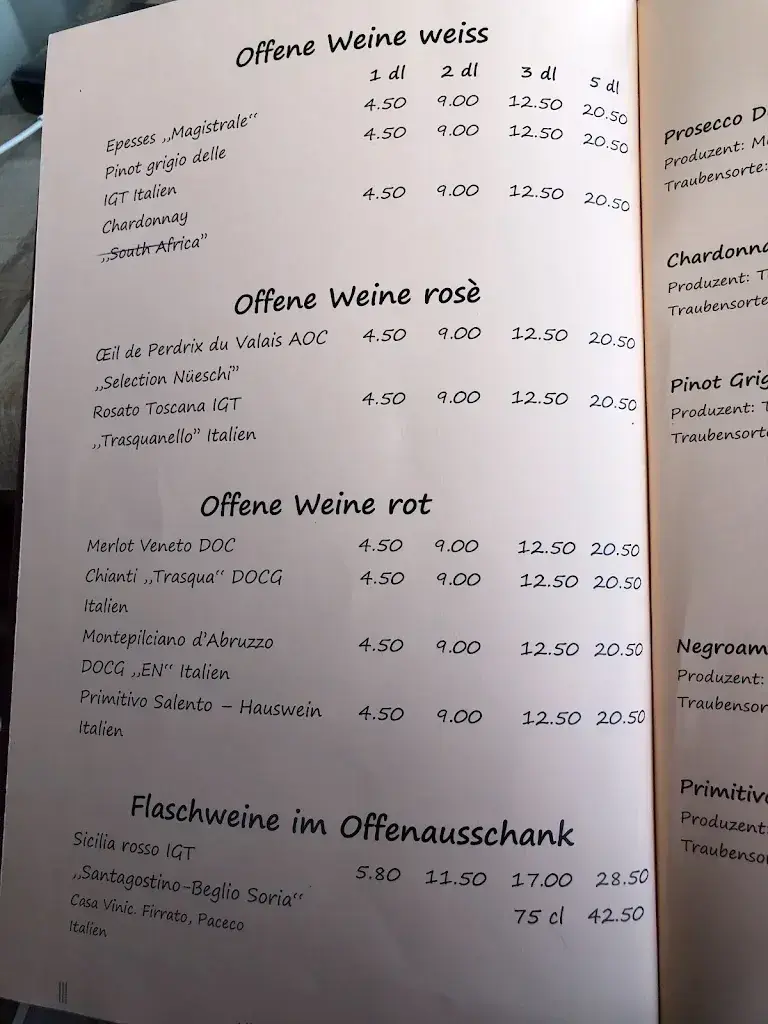 Offene Weine weiss
1 dl 2 dl 3 dl 5 dl
Epesses „Magistrale“ 4.50 9.00 12.50 20.50
Pinot grigio delle 4.50 9.00 12.50 20.50
IGT Italien
Chardonnay 4.50 9.00 12.50 20.50
„South Africa”
Offene Weine rosè
Œil de Perdrix du Valais AOC 4.50 9.00 12.50 20.50
„Selection Nüeschi”
Rosato Toscana IGT 4.50 9.00 12.50 20.50
„Trasquanello” Italien
Offene Weine rot
Merlot Veneto DOC 4.50 9.00 12.50 20.50
Chianti „Trasqua“ DOCG 4.50 9.00 12.50 20.50
Italien
Montepilciano d'Abruzzo 4.50 9.00 12.50 20.50
DOCG „EN“ Italien
Primitivo Salento – Hauswein 4.50 9.00 12.50 20.50
Italien
Flaschweine im Offenausschank
Sicilia rosso IGT
„Santagostino-Beglio Soria“ 5.80 11.50 17.00 28.50
Casa Vinic. Firrato, Paceco 75 cl 42.50
Italien
Prosecco D
Produzent: M
Traubensorte:
Chardonna
Produzent: T
Traubensorte
Pinot Grig
Produzent: T
Traubensorte
Negroam
Produzent:
Traubensor
Primitivo
Produzent:
Traubenso